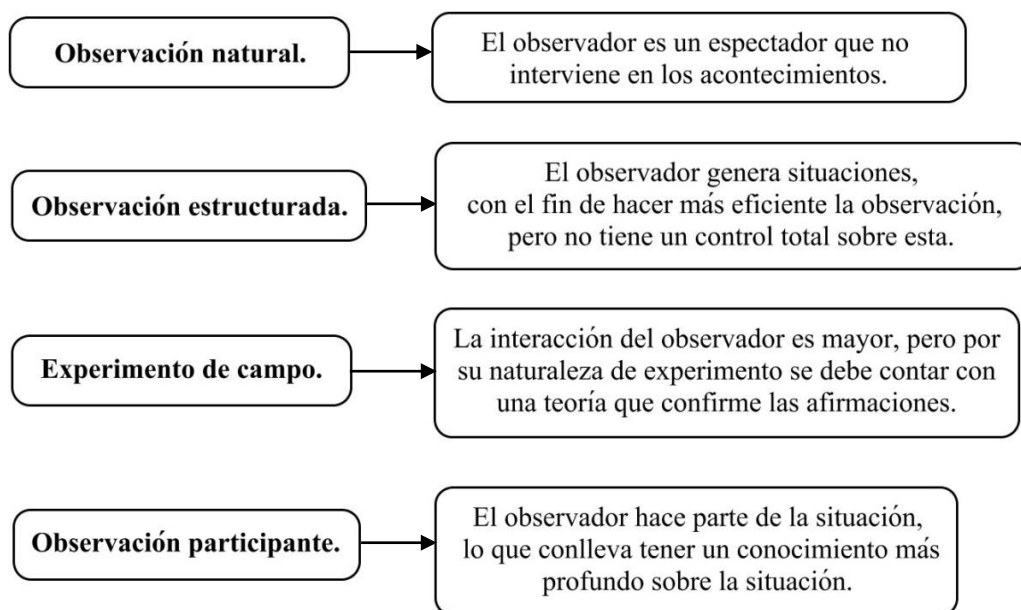 Observación natural.
El observador es un espectador que no
interviene en los acontecimientos.
Observación estructurada.
El observador genera situaciones,
con el fin de hacer más eficiente la observación,
pero no tiene un control total sobre esta.
Experimento de campo.
La interacción del observador es mayor, pero por
su naturaleza de experimento se debe contar con
una teoría que confirme las afirmaciones.
Observación participante.
El observador hace parte de la situación,
lo que conlleva tener un conocimiento más
profundo sobre la situación.